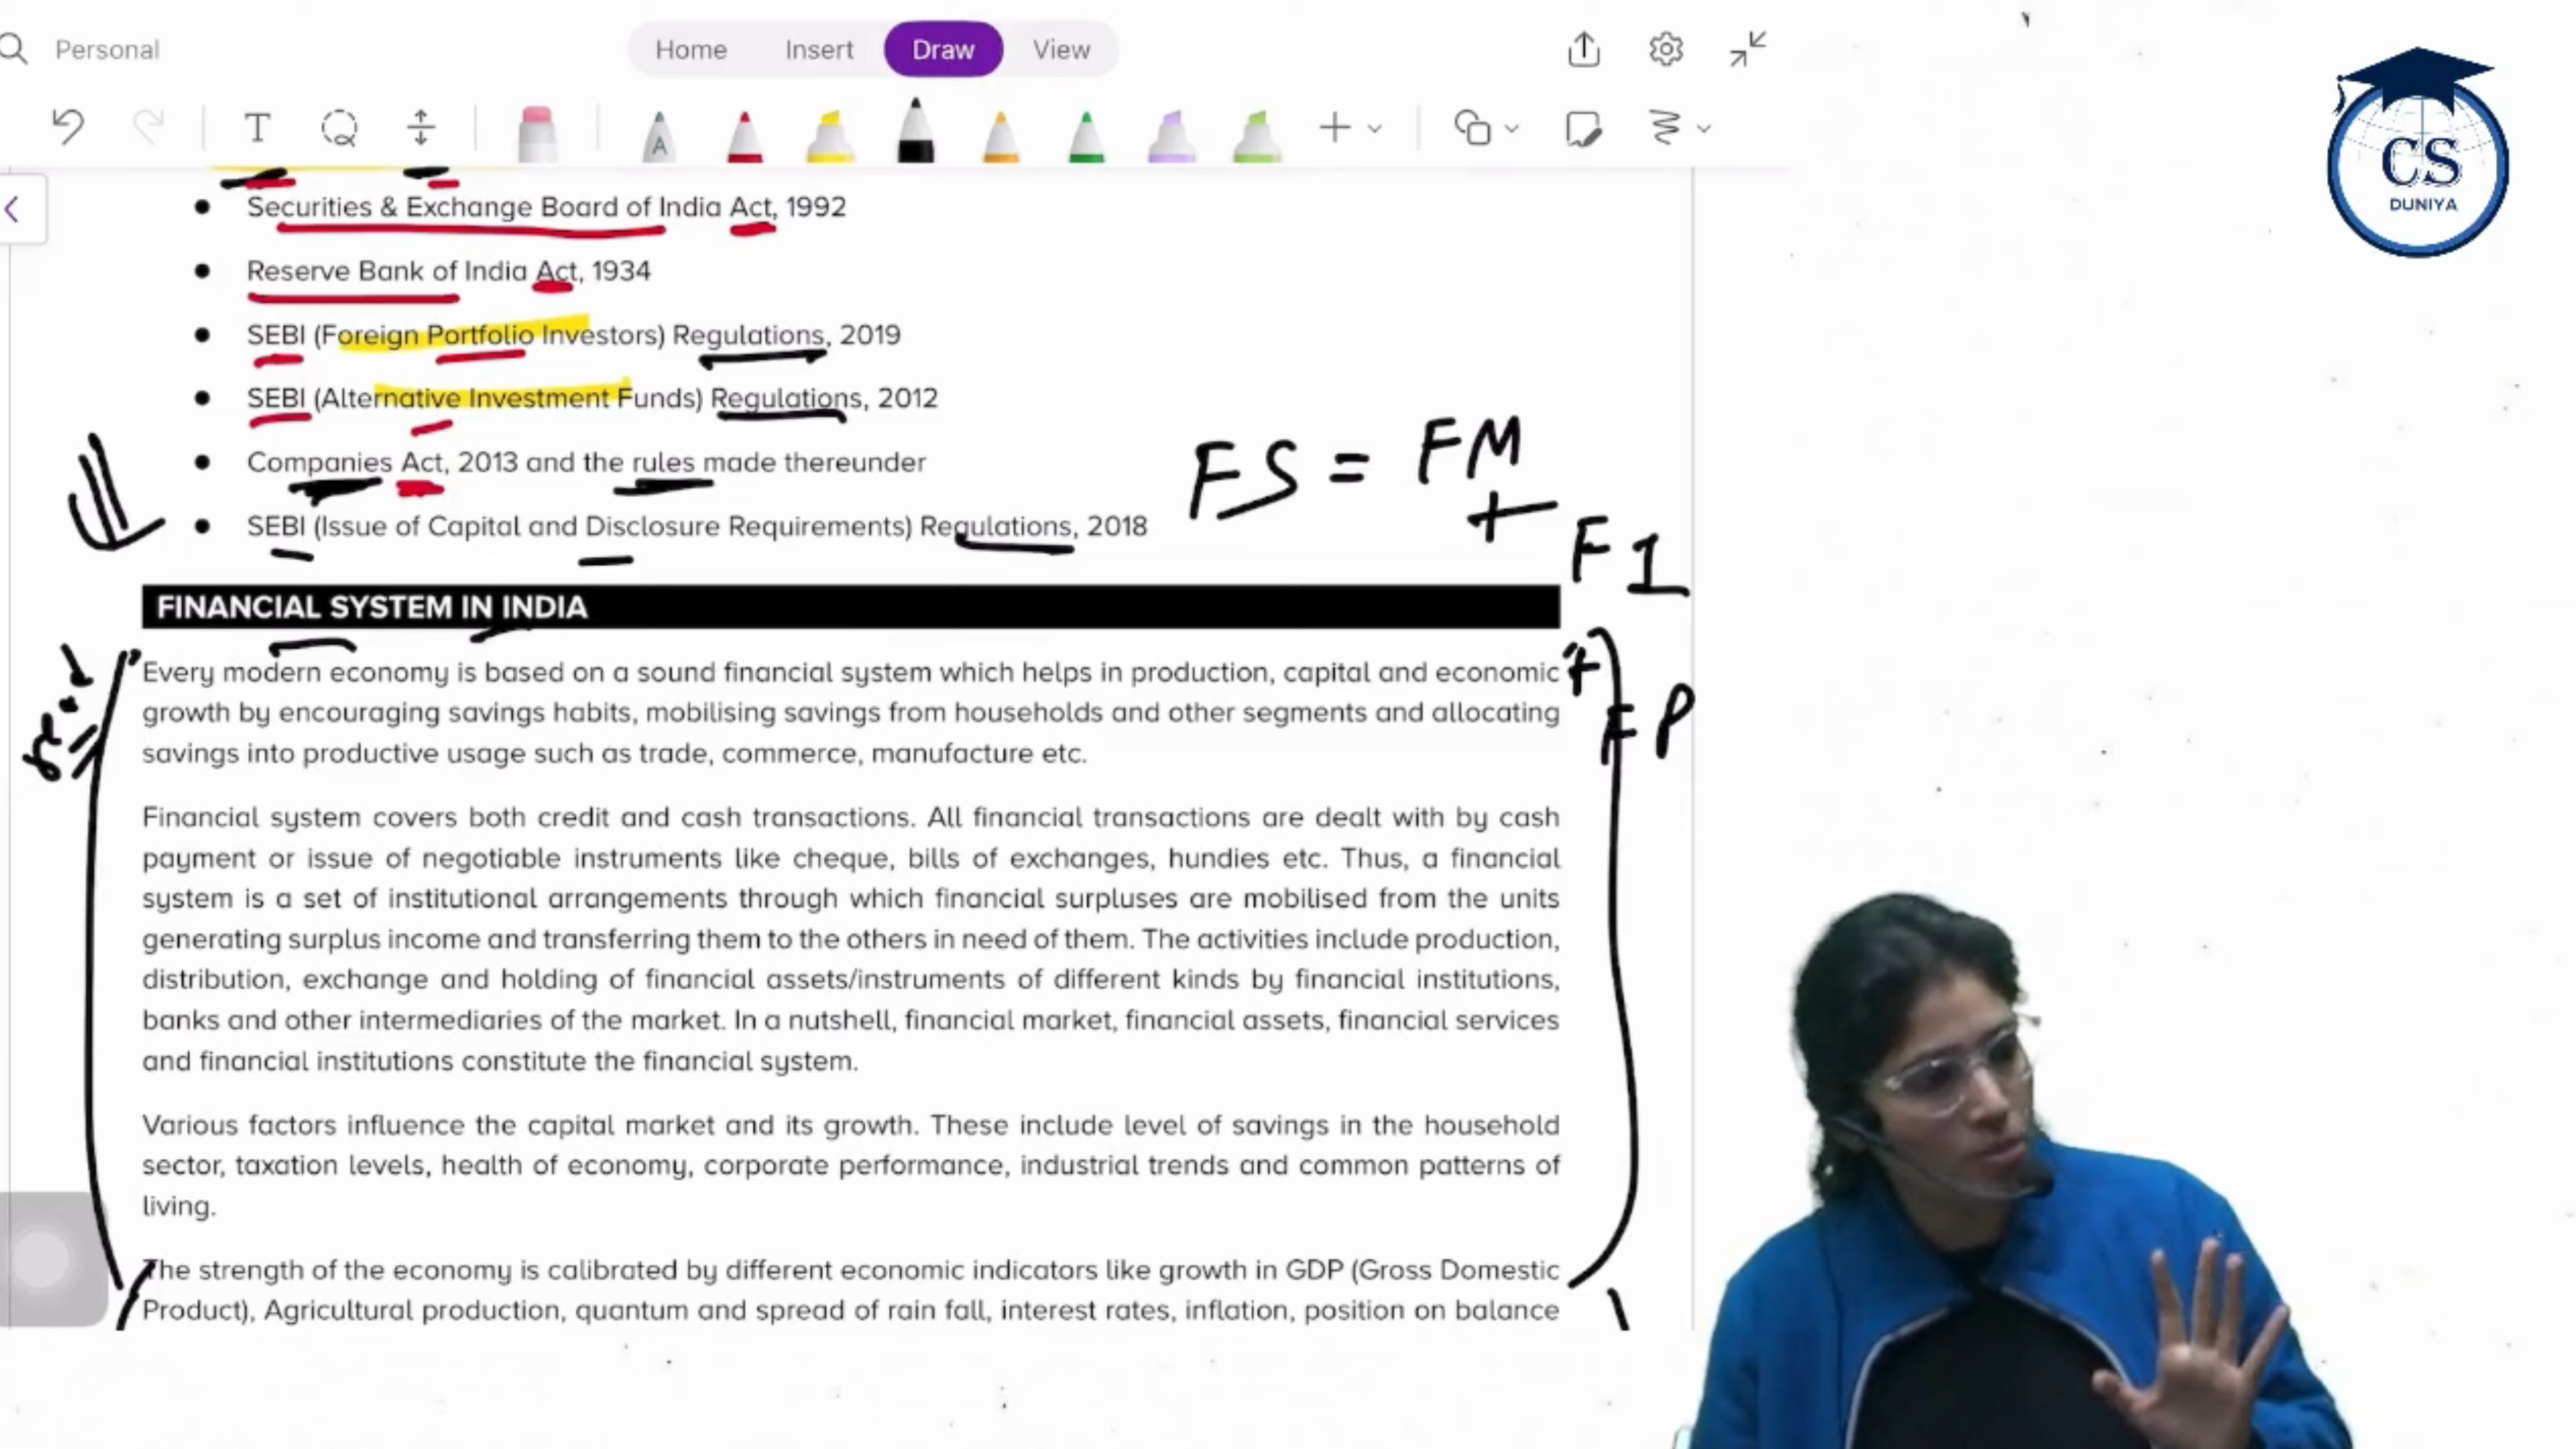 Personal
Home Insert Draw View
T
A
Securities & Exchange Board of India Act, 1992
Reserve Bank of India Act, 1934
SEBI (Foreign Portfolio Investors) Regulations, 2019
SEBI (Alternative Investment Funds) Regulations, 2012
Companies Act, 2013 and the rules made thereunder
SEBI (Issue of Capital and Disclosure Requirements) Regulations, 2018
FS = FM
+ FI
+ FP
FINANCIAL SYSTEM IN INDIA
Every modern economy is based on a sound financial system which helps in production, capital and economic
growth by encouraging savings habits, mobilising savings from households and other segments and allocating
savings into productive usage such as trade, commerce, manufacture etc.
Financial system covers both credit and cash transactions. All financial transactions are dealt with by cash
payment or issue of negotiable instruments like cheque, bills of exchanges, hundies etc. Thus, a financial
system is a set of institutional arrangements through which financial surpluses are mobilised from the units
generating surplus income and transferring them to the others in need of them. The activities include production,
distribution, exchange and holding of financial assets/instruments of different kinds by financial institutions,
banks and other intermediaries of the market. In a nutshell, financial market, financial assets, financial services
and financial institutions constitute the financial system.
Various factors influence the capital market and its growth. These include level of savings in the household
sector, taxation levels, health of economy, corporate performance, industrial trends and common patterns of
living.
The strength of the economy is calibrated by different economic indicators like growth in GDP (Gross Domestic
Product), Agricultural production, quantum and spread of rain fall, interest rates, inflation, position on balance
CS
DUNIYA